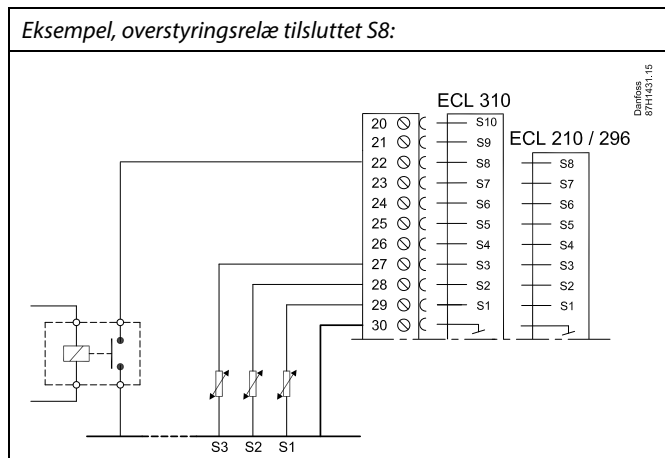 Eksempel, overstyringsrelæ tilsluttet S8:
Danfoss
87H1431.15
ECL 310
ECL 210 / 296
20 S10
21 S9
22 S8 S8
23 S7 S7
24 S6 S6
25 S5 S5
26 S4 S4
27 S3 S3
28 S2 S2
29 S1 S1
30
S3 S2 S1